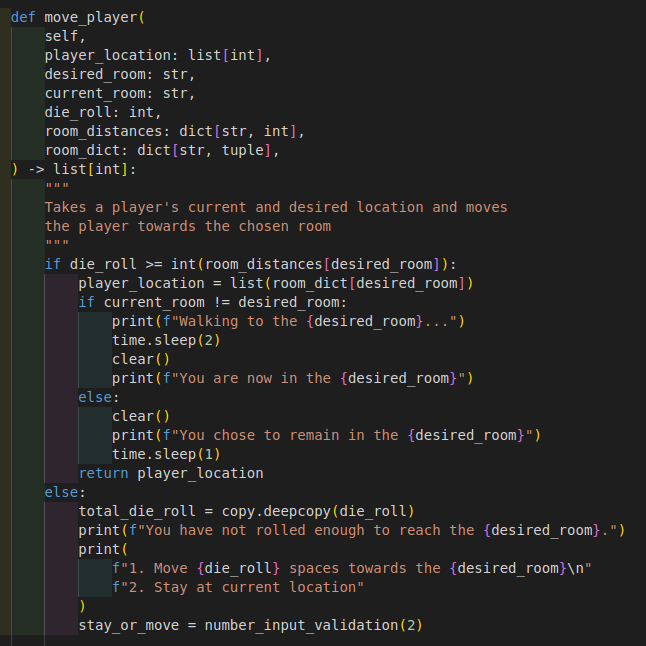 def move_player(
    self,
    player_location: list[int],
    desired_room: str,
    current_room: str,
    die_roll: int,
    room_distances: dict[str, int],
    room_dict: dict[str, tuple],
) -> list[int]:
    """
    Takes a player's current and desired location and moves
    the player towards the chosen room
    """
    if die_roll >= int(room_distances[desired_room]):
        player_location = list(room_dict[desired_room])
        if current_room != desired_room:
            print(f"Walking to the {desired_room}...")
            time.sleep(2)
            clear()
            print(f"You are now in the {desired_room}")
        else:
            clear()
            print(f"You chose to remain in the {desired_room}")
            time.sleep(1)
        return player_location
    else:
        total_die_roll = copy.deepcopy(die_roll)
        print(f"You have not rolled enough to reach the {desired_room}.")
        print(
            f"1. Move {die_roll} spaces towards the {desired_room}\n"
            f"2. Stay at current location"
        )
        stay_or_move = number_input_validation(2)